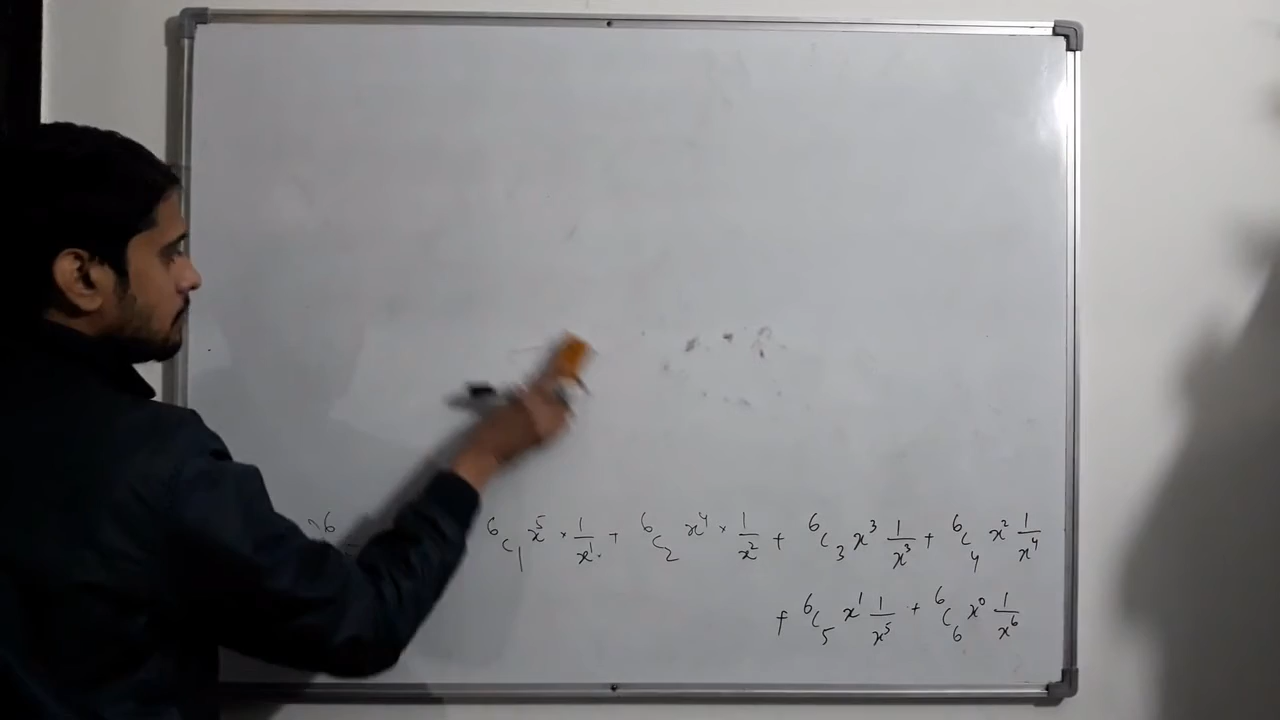 ⁶C₁ x⁵ × 1/x¹ + ⁶C₂ x⁴ × 1/x² + ⁶C₃ x³ 1/x³ + ⁶C₄ x² 1/x⁴
+ ⁶C₅ x¹ 1/x⁵ + ⁶C₆ x⁰ 1/x⁶